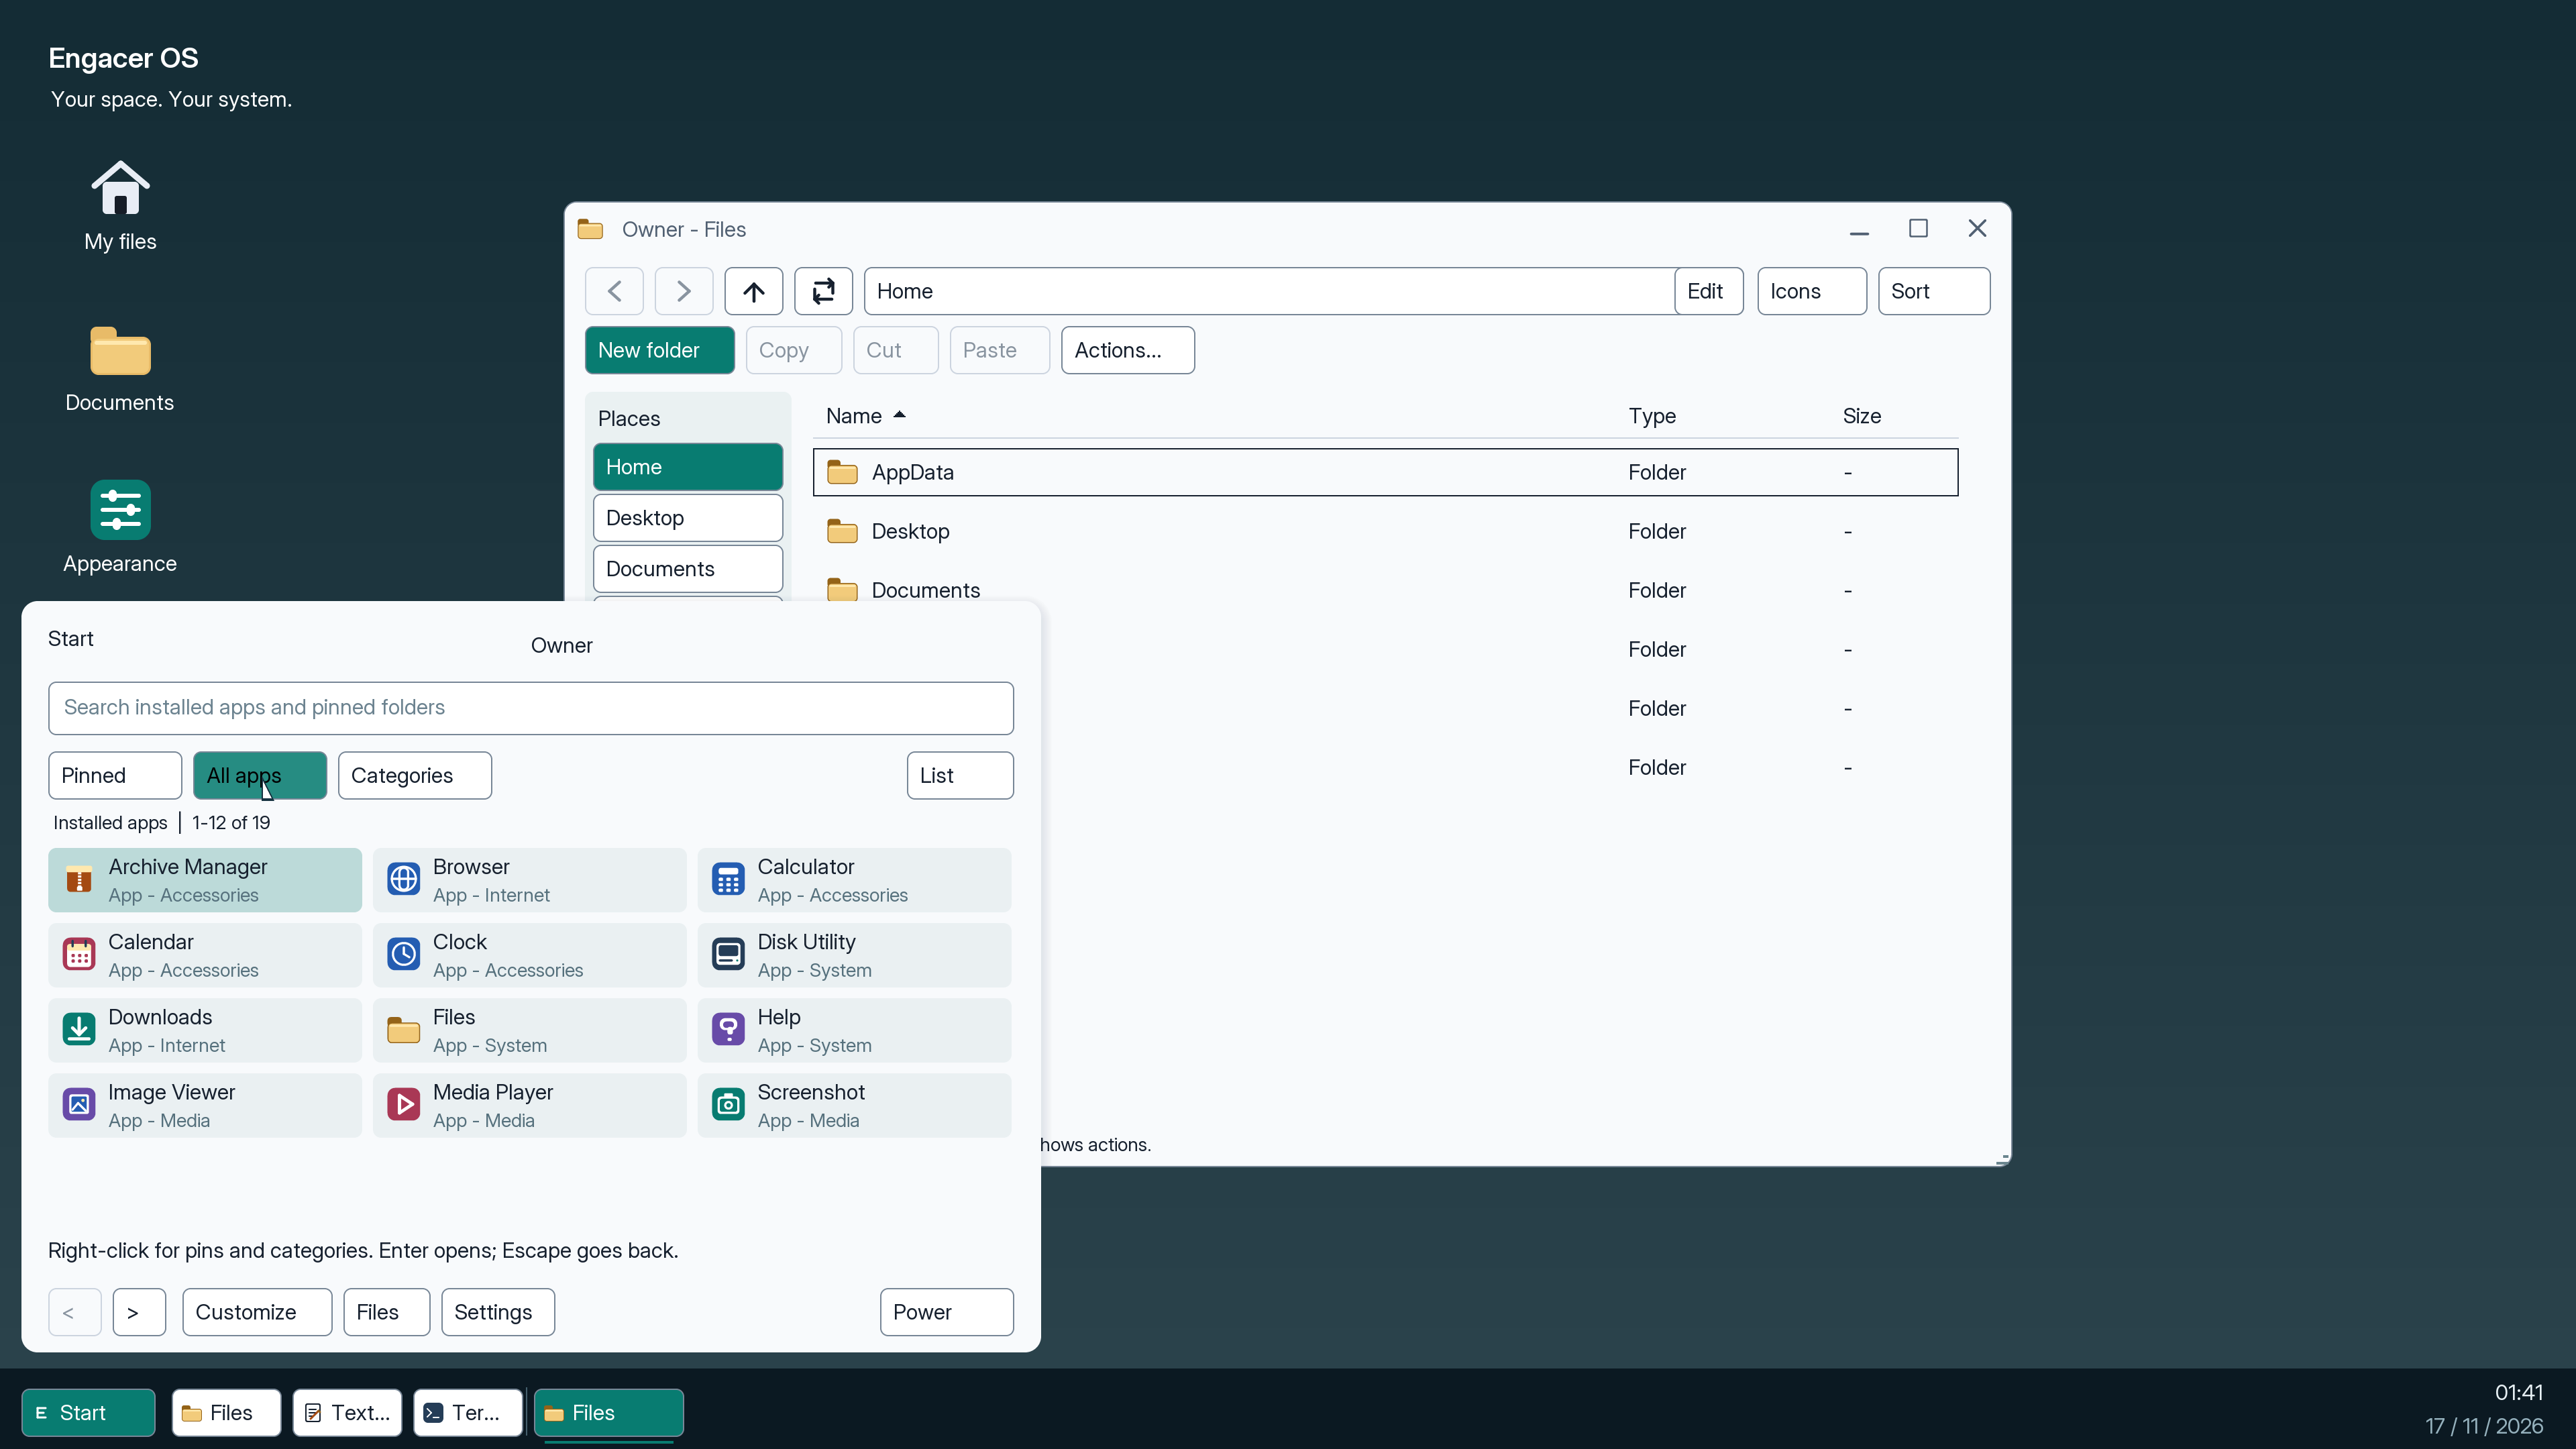 Engacer OS
Your space. Your system.
My files
Documents
Appearance
Owner - Files
Home
Edit
Icons
Sort
New folder
Copy
Cut
Paste
Actions...
Places
Home
Desktop
Documents
Name
Type
Size
AppData
Folder
-
Desktop
Folder
-
Documents
Folder
-
Folder
-
Folder
-
Folder
-
hows actions.
Start
Owner
Search installed apps and pinned folders
Pinned
All apps
Categories
List
Installed apps | 1-12 of 19
Archive Manager
App - Accessories
Browser
App - Internet
Calculator
App - Accessories
Calendar
App - Accessories
Clock
App - Accessories
Disk Utility
App - System
Downloads
App - Internet
Files
App - System
Help
App - System
Image Viewer
App - Media
Media Player
App - Media
Screenshot
App - Media
Right-click for pins and categories. Enter opens; Escape goes back.
<
>
Customize
Files
Settings
Power
E Start
Files
Text...
Ter...
Files
01:41
17 / 11 / 2026